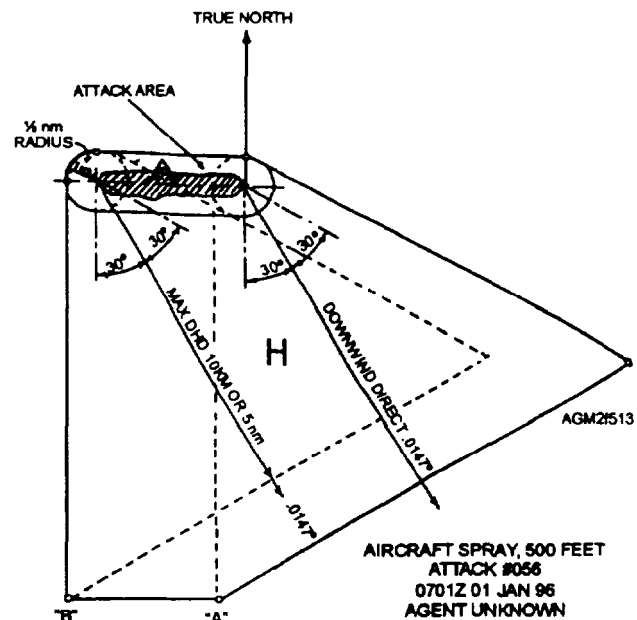 TRUE NORTH
ATTACK AREA
½ nm
RADIUS
30°
30°
30°
30°
MAX DHD 10KM OR 5 nm
.0147°
DOWNWIND DIRECT .0147°
H
AGM2f513
AIRCRAFT SPRAY, 500 FEET
ATTACK #056
0701Z 01 JAN 96
AGENT UNKNOWN
"B"
"A"